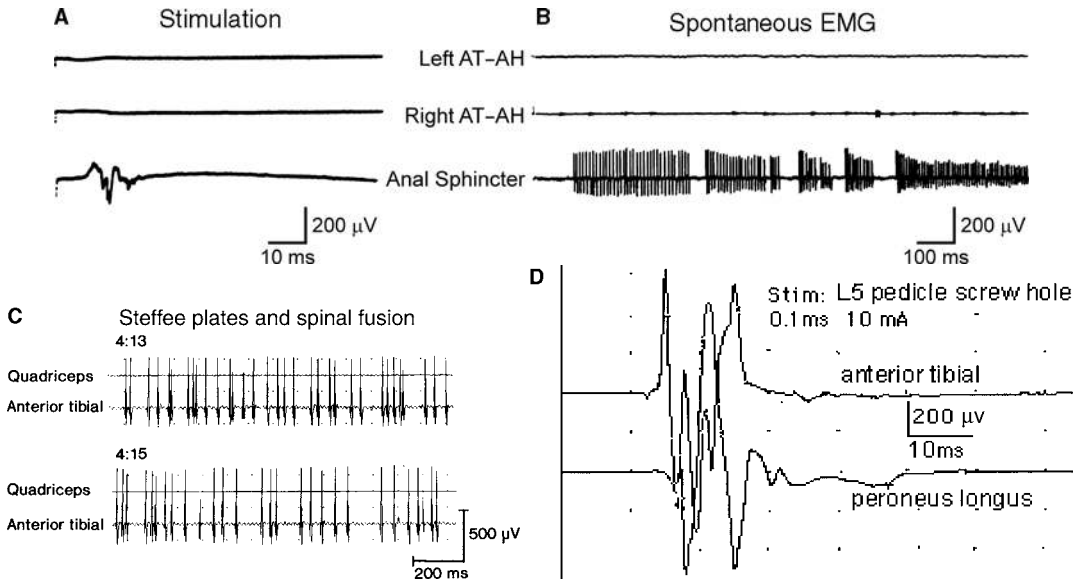 A Stimulation
B Spontaneous EMG
Left AT–AH
Right AT–AH
Anal Sphincter
200 µV
10 ms
200 µV
100 ms
C Steffee plates and spinal fusion
4:13
Quadriceps
Anterior tibial
4:15
Quadriceps
Anterior tibial
500 µV
200 ms
D
Stim: L5 pedicle screw hole
0.1ms 10 mA
anterior tibial
200 µv
10ms
peroneus longus